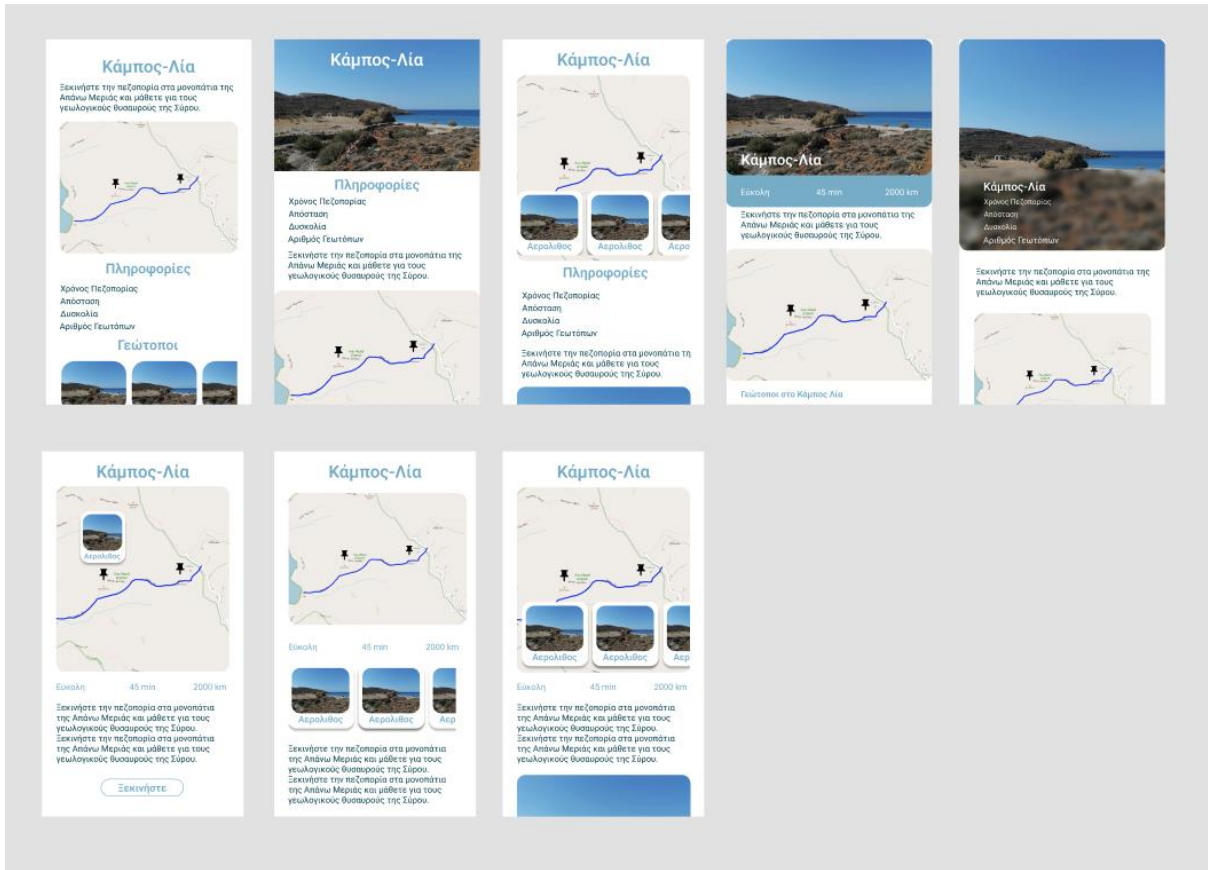 Κάμπος-Λία
Ξεκινήστε την πεζοπορία στα μονοπάτια της
Απάνω Μεριάς και μάθετε για τους
γεωλογικούς θυσαυρούς της Σύρου.
Πληροφορίες
Χρόνος Πεζοπορίας
Απόσταση
Δυσκολία
Αριθμός Γεωτόπων
Γεώτοποι
Κάμπος-Λία
Πληροφορίες
Χρόνος Πεζοπορίας
Απόσταση
Δυσκολία
Αριθμός Γεωτόπων
Ξεκινήστε την πεζοπορία στα μονοπάτια της
Απάνω Μεριάς και μάθετε για τους
γεωλογικούς θυσαυρούς της Σύρου.
Κάμπος-Λία
Αερολιθος Αερολιθος Αερο
Πληροφορίες
Χρόνος Πεζοπορίας
Απόσταση
Δυσκολία
Αριθμός Γεωτόπων
Ξεκινήστε την πεζοπορία στα μονοπάτια τη
Απάνω Μεριάς και μάθετε για τους
γεωλογικούς θυσαυρούς της Σύρου.
Κάμπος-Λία
Εύκολη 45 min 2000 km
Ξεκινήστε την πεζοπορία στα μονοπάτια της
Απάνω Μεριάς και μάθετε για τους
γεωλογικούς θυσαυρούς της Σύρου.
Γεώτοποι στο Κάμπος Λία
Κάμπος-Λία
Χρόνος Πεζοπορίας
Απόσταση
Δυσκολία
Αριθμός Γεωτόπων
Ξεκινήστε την πεζοπορία στα μονοπάτια της
Απάνω Μεριάς και μάθετε για τους
γεωλογικούς θυσαυρούς της Σύρου.
Κάμπος-Λία
Αερολιθος
Εύκολη 45 min 2000 km
Ξεκινήστε την πεζοπορία στα μονοπάτια
της Απάνω Μεριάς και μάθετε για τους
γεωλογικούς θυσαυρούς της Σύρου.
Ξεκινήστε την πεζοπορία στα μονοπάτια
της Απάνω Μεριάς και μάθετε για τους
γεωλογικούς θυσαυρούς της Σύρου.
Ξεκινήστε
Κάμπος-Λία
Εύκολη 45 min 2000 km
Αερολιθος Αερολιθος Αερ
Ξεκινήστε την πεζοπορία στα μονοπάτια
της Απάνω Μεριάς και μάθετε για τους
γεωλογικούς θυσαυρούς της Σύρου.
Ξεκινήστε την πεζοπορία στα μονοπάτια
της Απάνω Μεριάς και μάθετε για τους
γεωλογικούς θυσαυρούς της Σύρου.
Κάμπος-Λία
Αερολιθος Αερολιθος Αερ
Εύκολη 45 min 2000 km
Ξεκινήστε την πεζοπορία στα μονοπάτια
της Απάνω Μεριάς και μάθετε για τους
γεωλογικούς θυσαυρούς της Σύρου.
Ξεκινήστε την πεζοπορία στα μονοπάτια
της Απάνω Μεριάς και μάθετε για τους
γεωλογικούς θυσαυρούς της Σύρου.